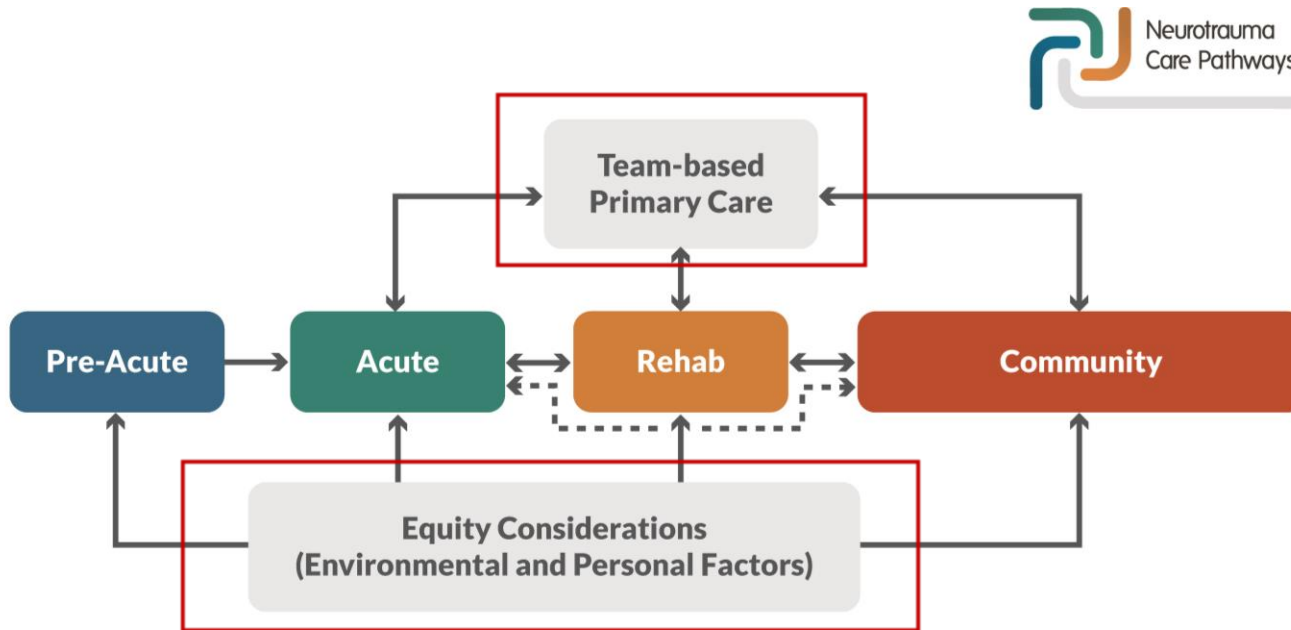 Neurotrauma
Care Pathways
Team-based
Primary Care
Pre-Acute
Acute
Rehab
Community
Equity Considerations
(Environmental and Personal Factors)